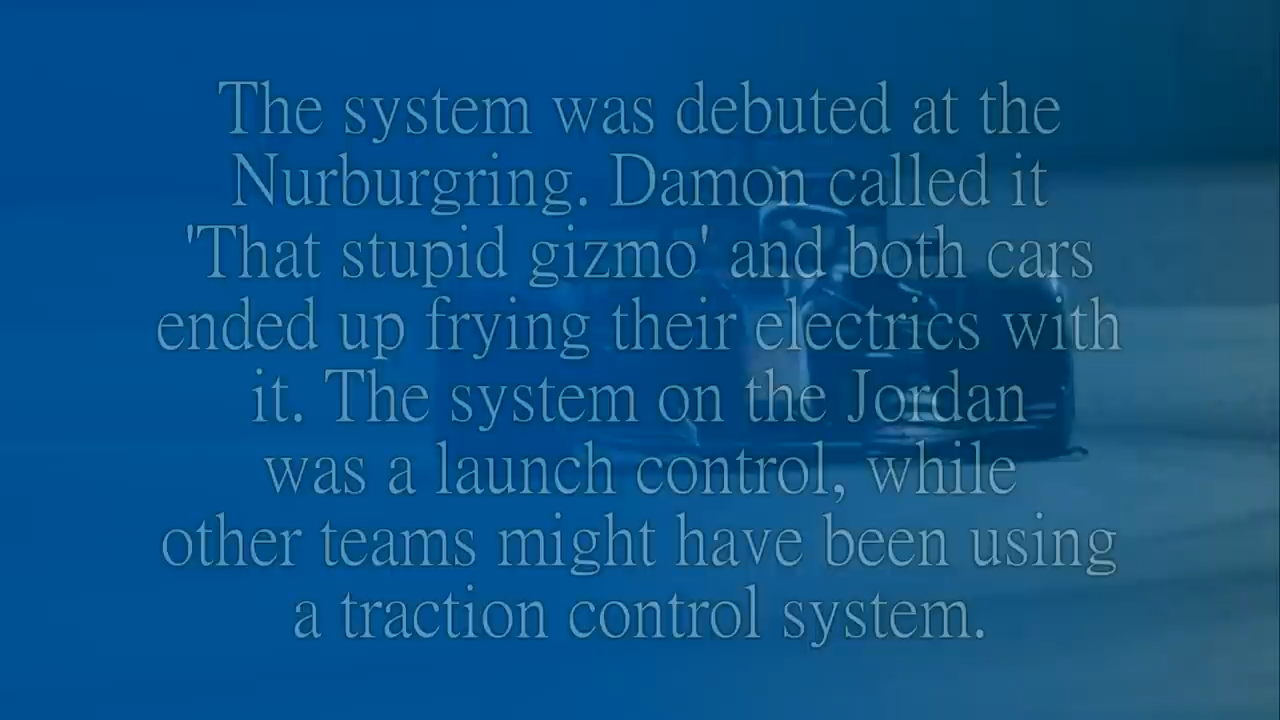 The system was debuted at the
Nurburgring. Damon called it
'That stupid gizmo' and both cars
ended up frying their electrics with
it. The system on the Jordan
was a launch control, while
other teams might have been using
a traction control system.